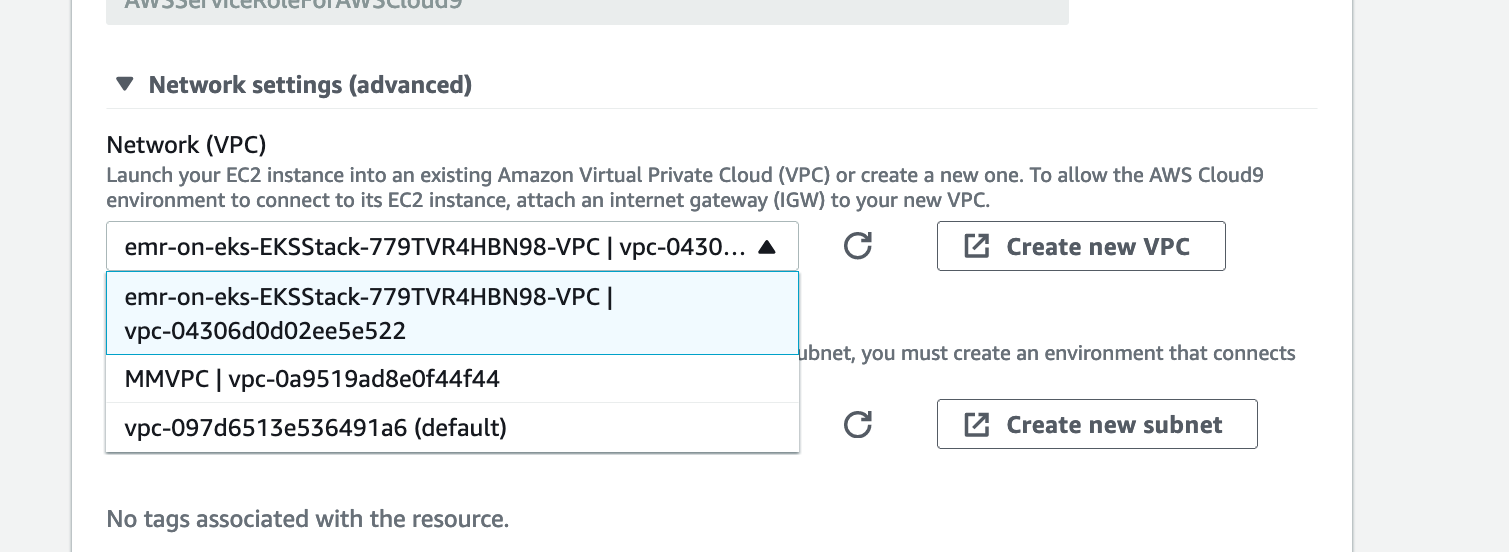 AWSServiceRoleForAWSCloud9
Network settings (advanced)
Network (VPC)
Launch your EC2 instance into an existing Amazon Virtual Private Cloud (VPC) or create a new one. To allow the AWS Cloud9
environment to connect to its EC2 instance, attach an internet gateway (IGW) to your new VPC.
emr-on-eks-EKSStack-779TVR4HBN98-VPC | vpc-0430...
Create new VPC
emr-on-eks-EKSStack-779TVR4HBN98-VPC |
vpc-04306d0d02ee5e522
ubnet, you must create an environment that connects
MMVPC | vpc-0a9519ad8e0f44f44
vpc-097d6513e536491a6 (default)
Create new subnet
No tags associated with the resource.